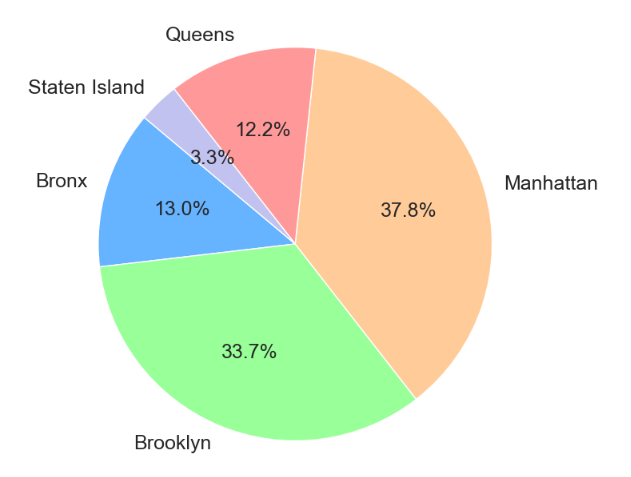 Queens
Staten Island
12.2%
3.3%
Bronx
Manhattan
13.0%
37.8%
33.7%
Brooklyn